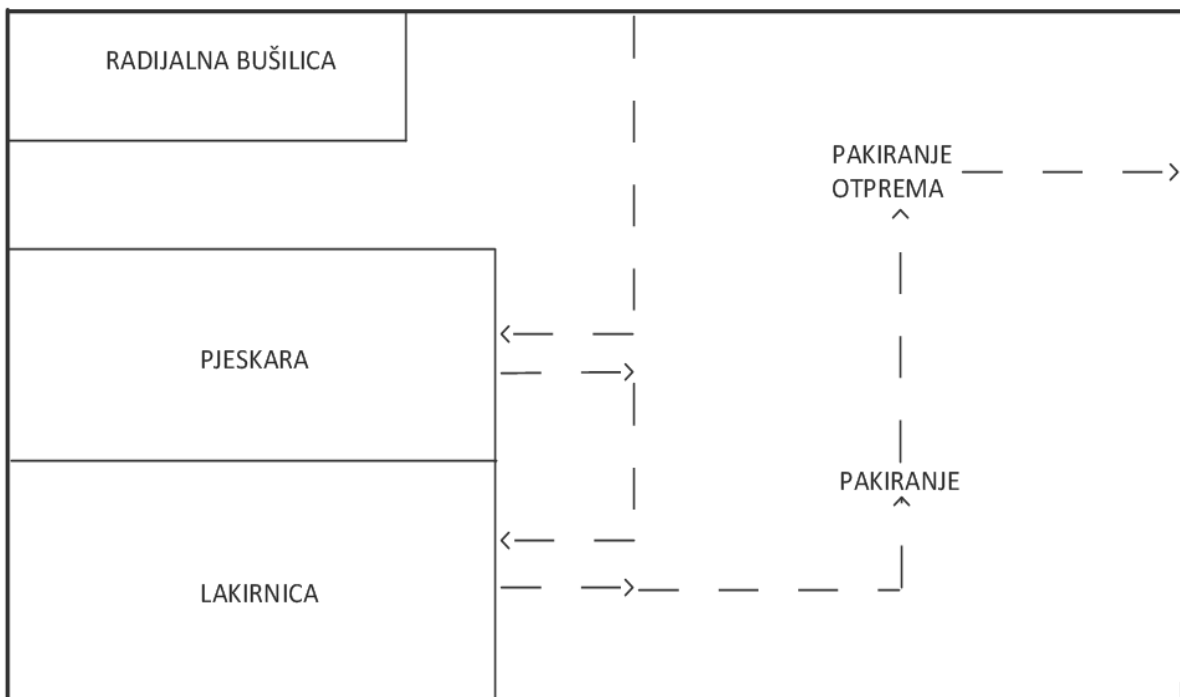 RADIJALNA BUŠILICA
PAKIRANJE
OTPREMA
PJESKARA
PAKIRANJE
LAKIRNICA